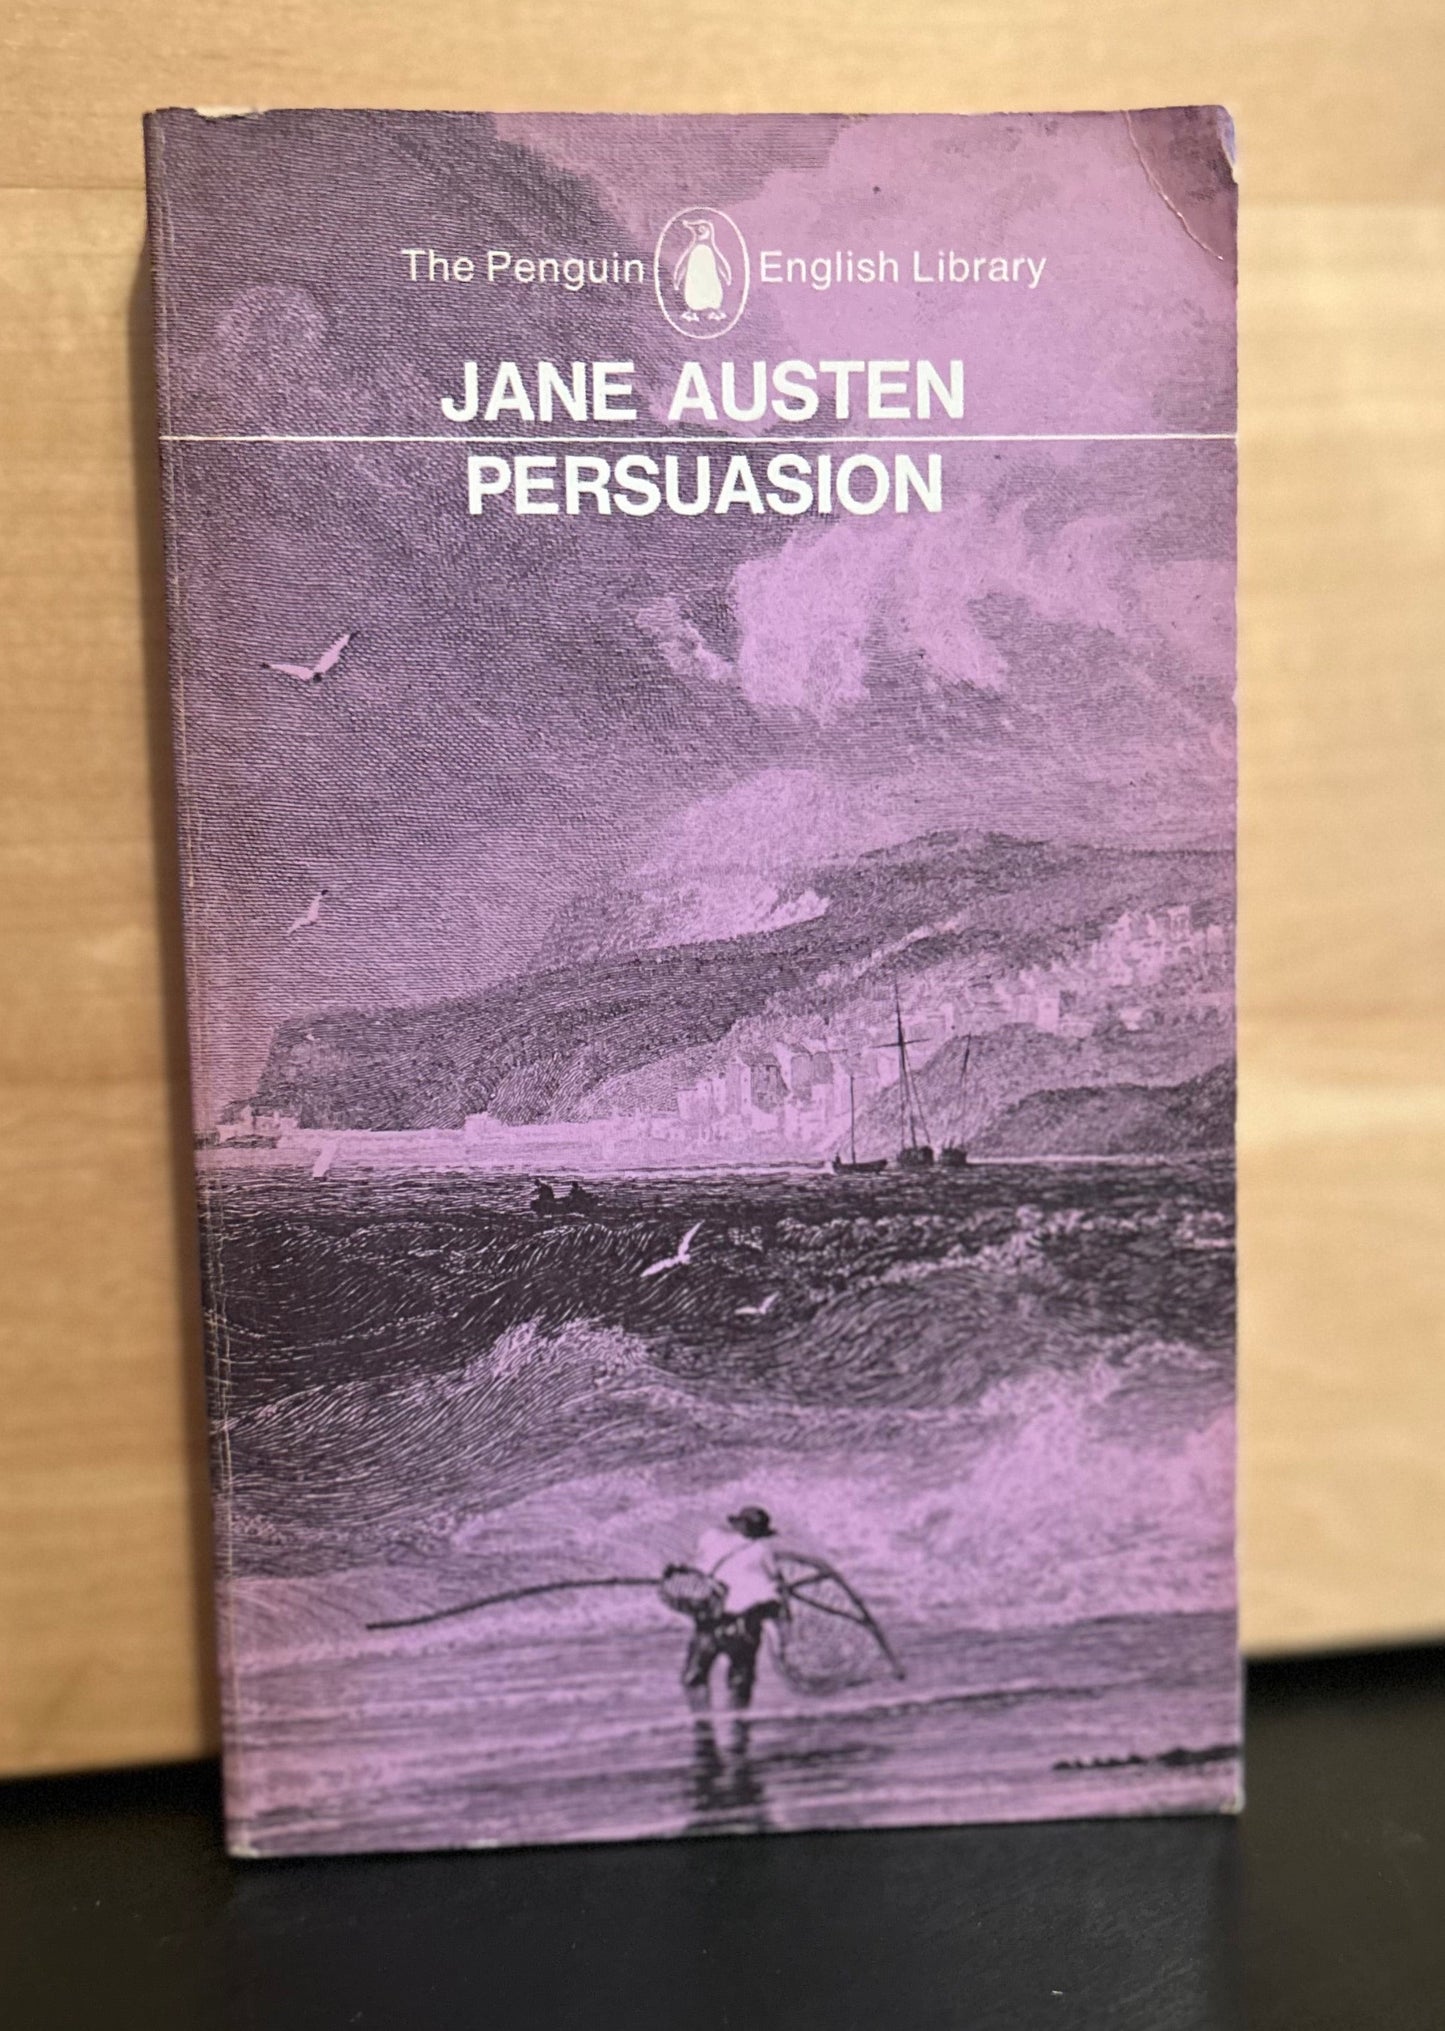 The Penguin English Library
JANE AUSTEN
PERSUASION